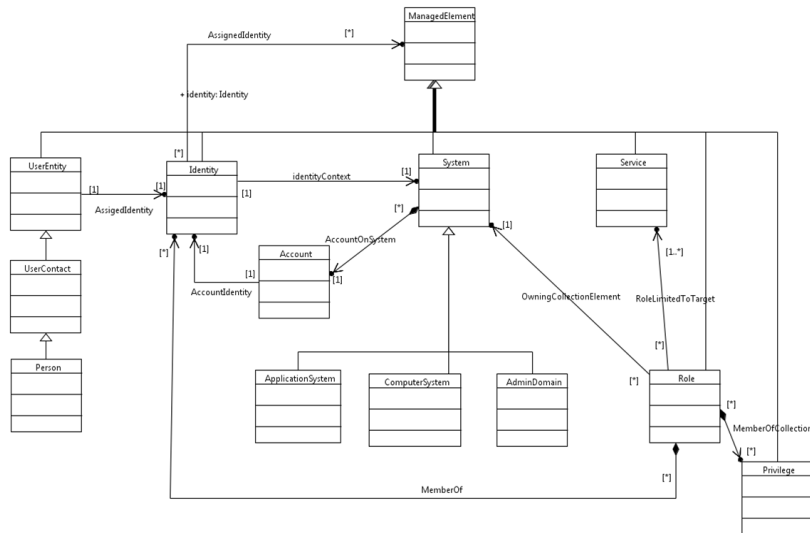 ManagedElement
AssignedIdentity
[*]
+ identity: Identity
[*]
UserEntity
Identity
System
Service
[1]
[1]
[1]
identityContext
[1]
AssigedIdentity
[*]
[1]
[*]
[1]
AccountOnSystem
Account
[1]
[1]
AccountIdentity
[1..*]
UserContact
OwningCollectionElement
RoleLimitedToTarget
[*]
Person
ApplicationSystem
ComputerSystem
AdminDomain
[*]
Role
[*]
MemberOfCollection
[*]
Privilege
[*]
MemberOf